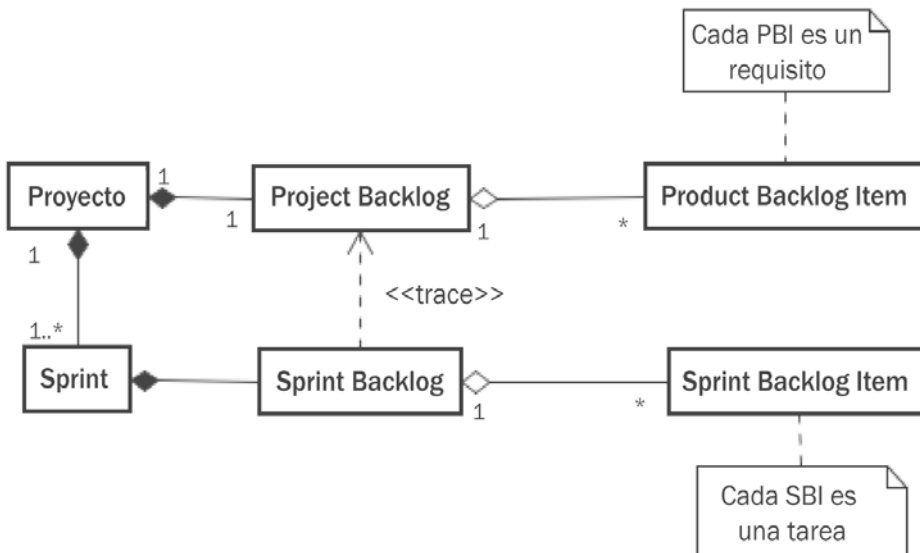 Cada PBI es un
requisito
Proyecto
1
1
Project Backlog
1
*
Product Backlog Item
1
<<trace>>
1..*
Sprint
Sprint Backlog
1
*
Sprint Backlog Item
Cada SBI es
una tarea